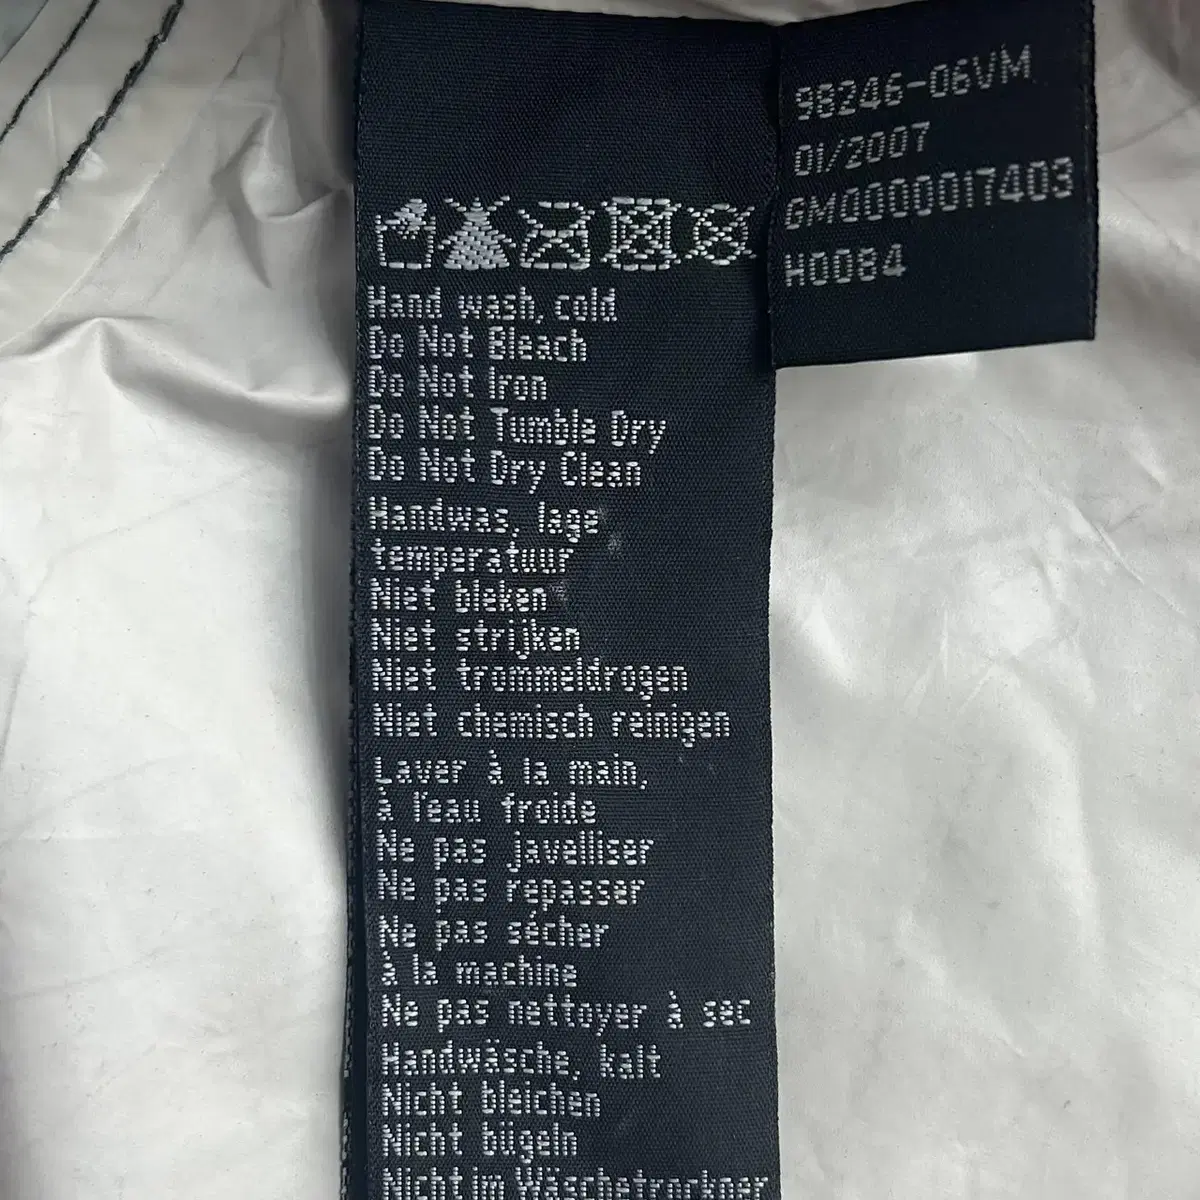 98246-06VM
01/2007
GM0000017403
H0084
Hand wash, cold
Do Not Bleach
Do Not Iron
Do Not Tumble Dry
Do Not Dry Clean
Handwas, lage
temperatuur
Niet bleken
Niet strijken
Niet trommeldrogen
Niet chemisch reinigen
Laver à la main,
à l'eau froide
Ne pas javelliser
Ne pas repasser
Ne pas sécher
à la machine
Ne pas nettoyer à sec
Handwäsche, kalt
Nicht bleichen
Nicht bügeln
Nicht im Wäschetrockner